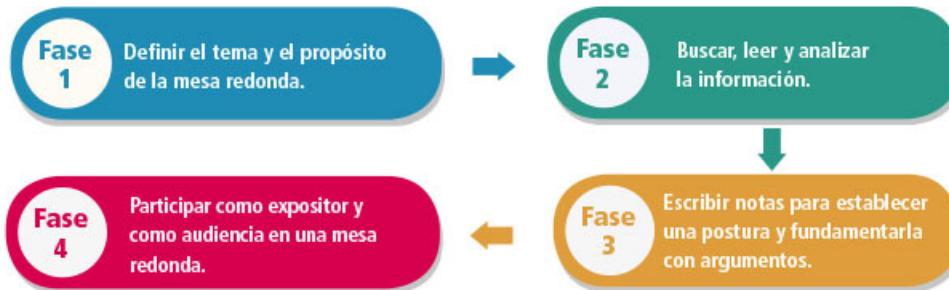 Fase
1
Definir el tema y el propósito
de la mesa redonda.
Fase
2
Buscar, leer y analizar
la información.
Fase
3
Escribir notas para establecer
una postura y fundamentarla
con argumentos.
Fase
4
Participar como expositor y
como audiencia en una mesa
redonda.